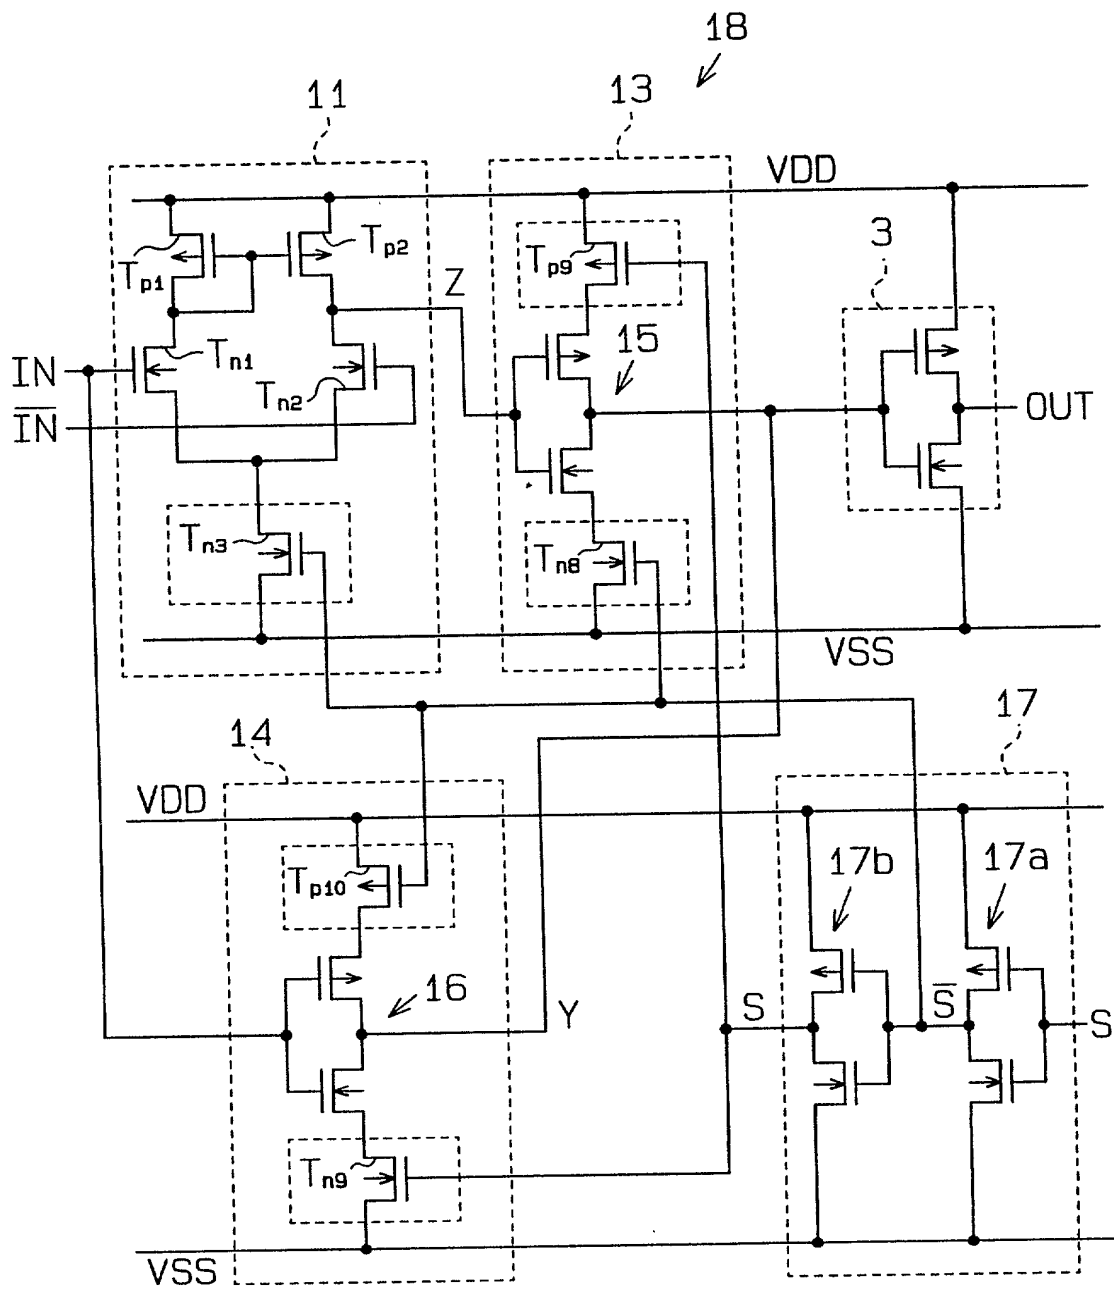 18
11
13
VDD
3
Tp1
Tp2
Tp9
Z
15
IN
Tn1
Tn2
I̅N̅
OUT
Tn3
Tn8
VSS
17
14
VDD
17b
17a
Tp10
16
Y
S
S̅
S
Tn9
VSS